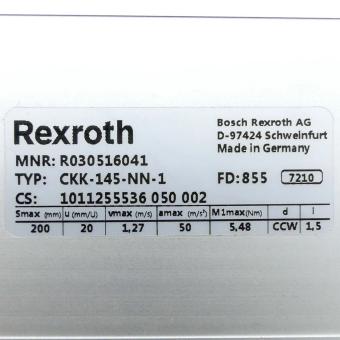 Rexroth
Bosch Rexroth AG
D-97424 Schweinfurt
Made in Germany
MNR: R030516041
TYP: CKK-145-NN-1 FD: 855 7210
CS: 1011255536 050 002
Smax (mm) u (mm/U) vmax (m/s) amax (m/s²) M1max(Nm) d i
200 20 1,27 50 5,48 CCW 1,5